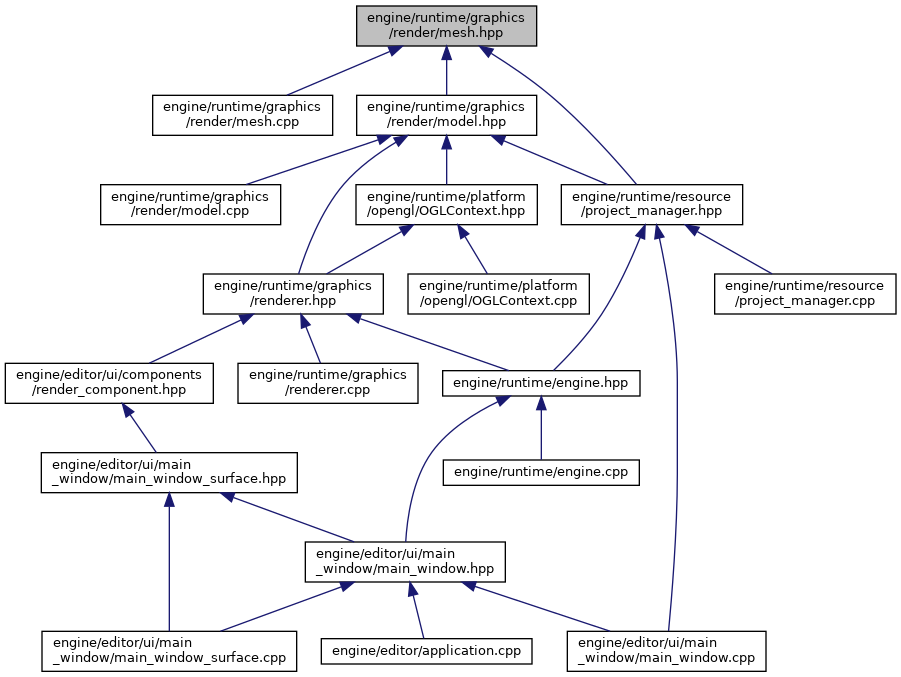 engine/runtime/graphics
/render/mesh.hpp
engine/runtime/graphics
/render/mesh.cpp
engine/runtime/graphics
/render/model.hpp
engine/runtime/graphics
/render/model.cpp
engine/runtime/platform
/opengl/OGLContext.hpp
engine/runtime/resource
/project_manager.hpp
engine/runtime/graphics
/renderer.hpp
engine/runtime/platform
/opengl/OGLContext.cpp
engine/runtime/resource
/project_manager.cpp
engine/editor/ui/components
/render_component.hpp
engine/runtime/graphics
/renderer.cpp
engine/runtime/engine.hpp
engine/editor/ui/main
_window/main_window_surface.hpp
engine/runtime/engine.cpp
engine/editor/ui/main
_window/main_window.hpp
engine/editor/ui/main
_window/main_window_surface.cpp
engine/editor/application.cpp
engine/editor/ui/main
_window/main_window.cpp